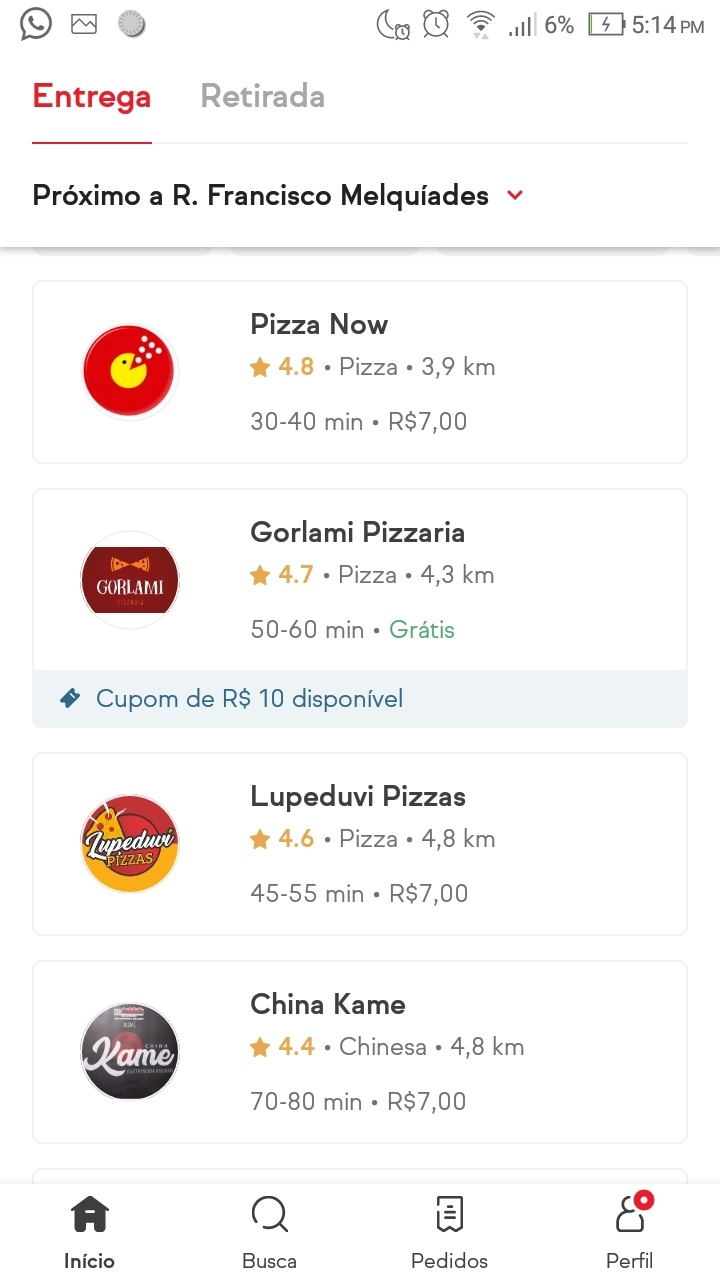 6% 5:14 PM
Entrega Retirada
Próximo a R. Francisco Melquíades
Pizza Now
4.8 • Pizza • 3,9 km
30-40 min • R$7,00
GORLAMI
PIZZARIA
Gorlami Pizzaria
4.7 • Pizza • 4,3 km
50-60 min • Grátis
Cupom de R$ 10 disponível
Lupeduvi
PIZZAS
Lupeduvi Pizzas
4.6 • Pizza • 4,8 km
45-55 min • R$7,00
CHINA
Kame
China Kame
4.4 • Chinesa • 4,8 km
70-80 min • R$7,00
Início Busca Pedidos Perfil